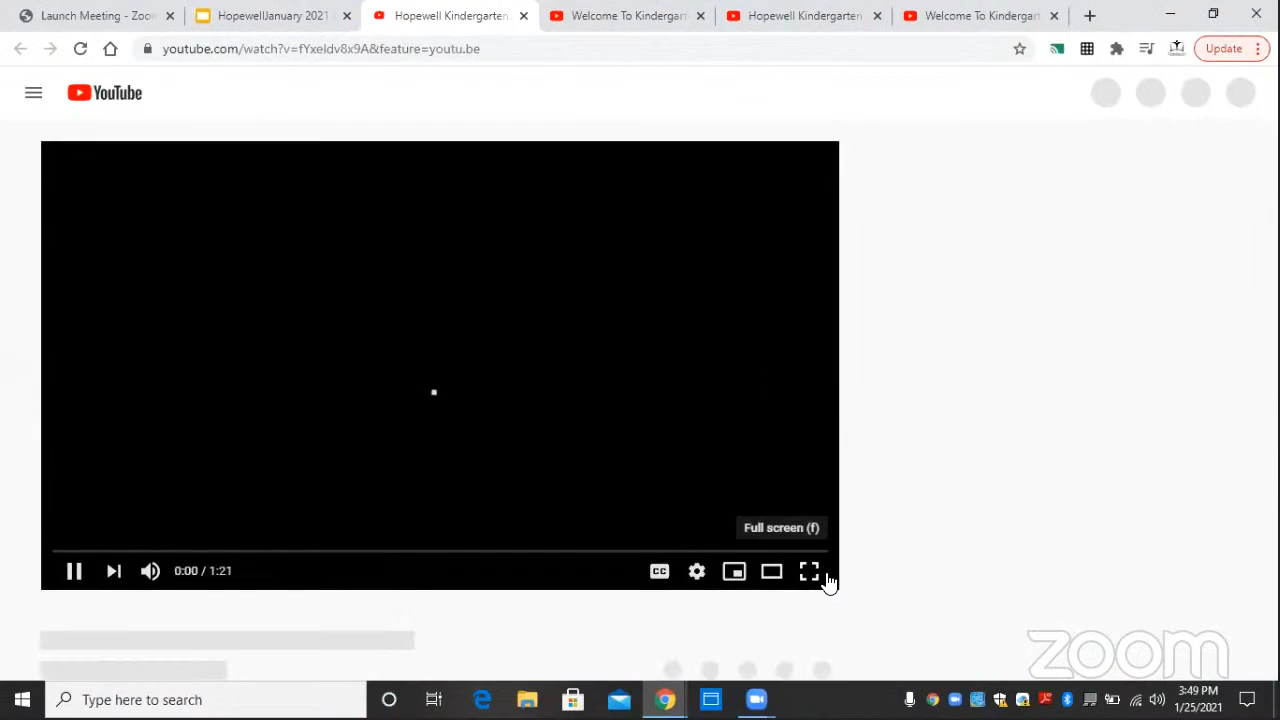 Launch Meeting - Zoo
HopewellJanuary 2021
Hopewell Kindergarten
Welcome To Kindergart
Hopewell Kindergarten
Welcome To Kindergart
youtube.com/watch?v=fYxeIdv8x9A&feature=youtu.be
Update
YouTube
Full screen (f)
0:00 / 1:21
CC
zoom
Type here to search
3:49 PM
1/25/2021